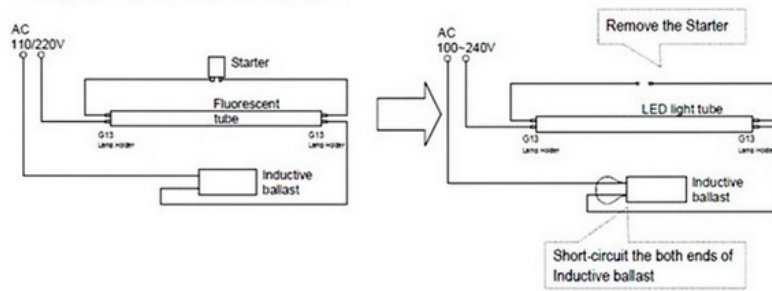 AC
110/220V
Starter
Fluorescent
tube
G13
Lamp Holder
G13
Lamp Holder
Inductive
ballast
AC
100~240V
Remove the Starter
LED light tube
G13
Lamp Holder
G13
Lamp Holder
Inductive
ballast
Short-circuit the both ends of
Inductive ballast